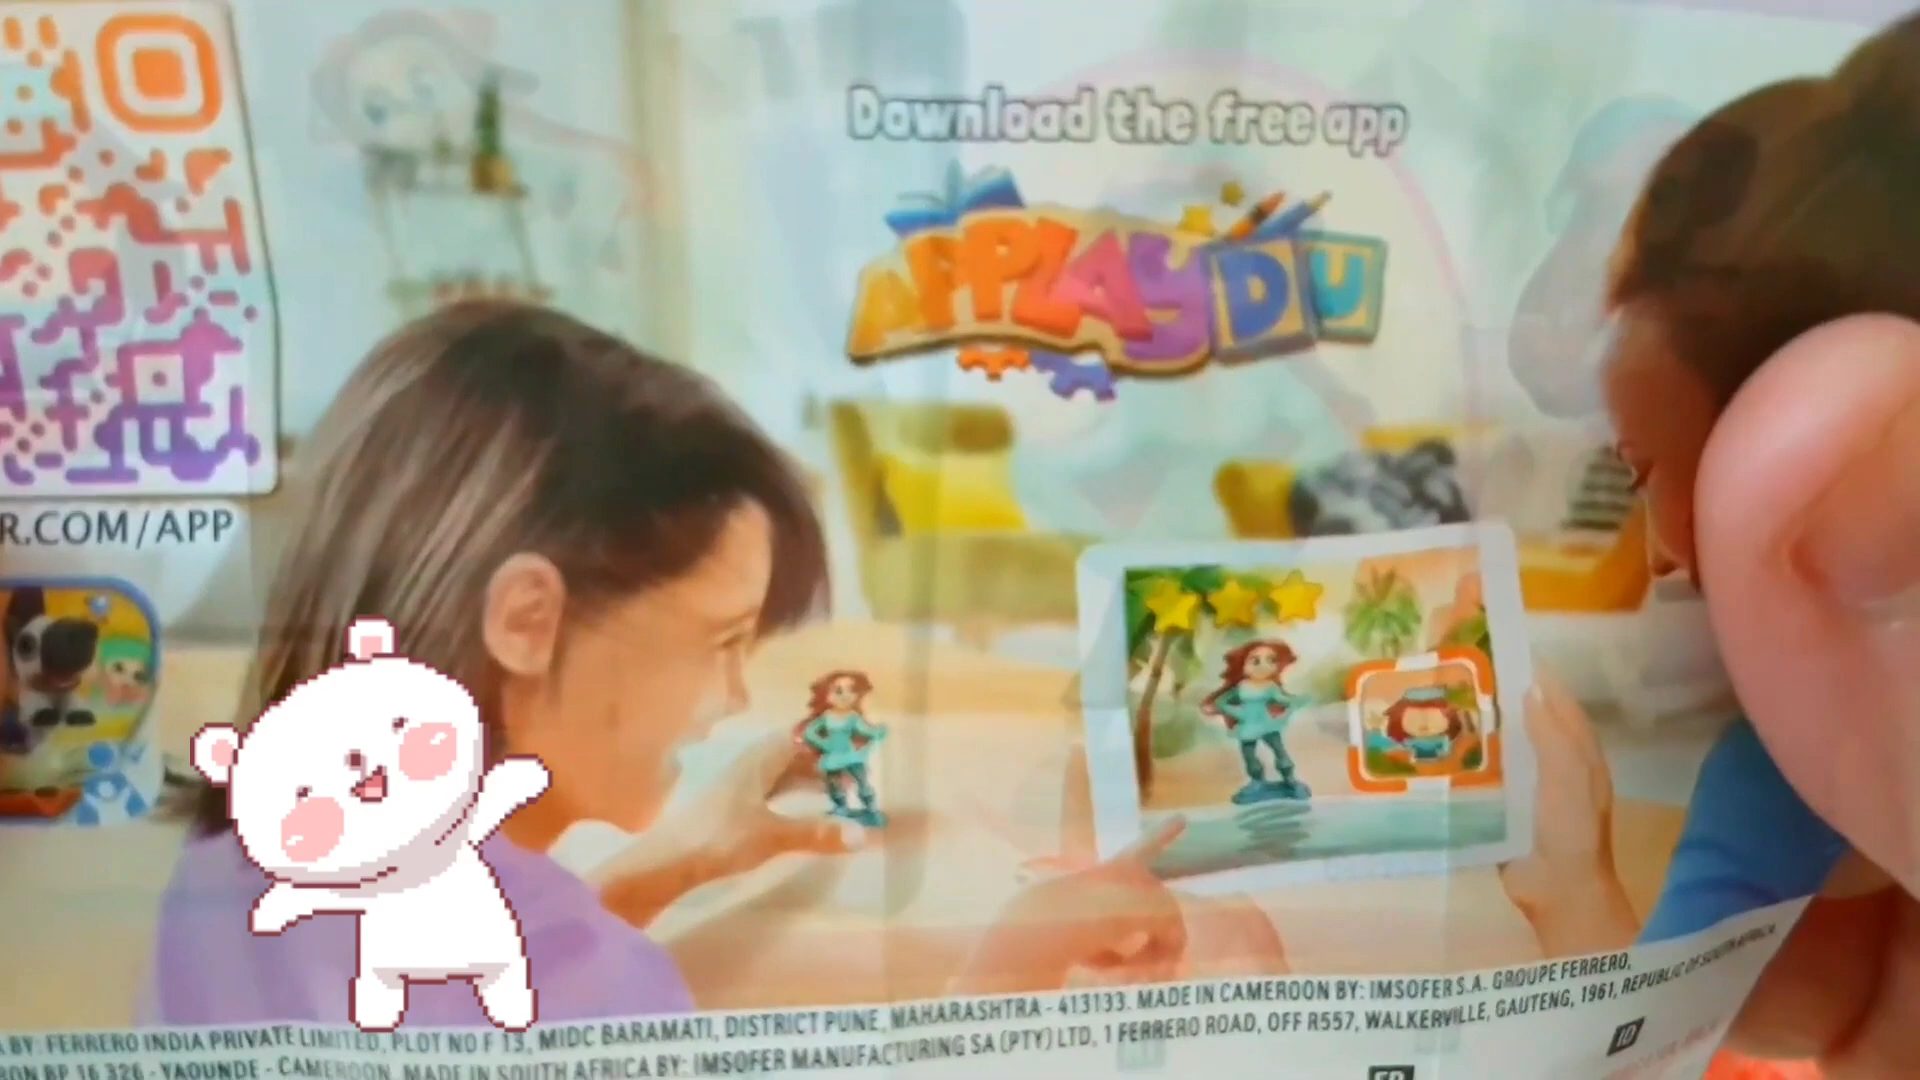 Download the free app
APPLAYDU
R.COM/APP
BY: FERRERO INDIA PRIVATE LIMITED, PLOT NO F 13, MIDC BARAMATI, DISTRICT PUNE, MAHARASHTRA - 413133. MADE IN CAMEROON BY: IMSOFER S.A. GROUPE FERRERO,
BP 16 326 - YAOUNDE - CAMEROON. MADE IN SOUTH AFRICA BY: IMSOFER MANUFACTURING SA (PTY) LTD, 1 FERRERO ROAD, OFF R557, WALKERVILLE, GAUTENG, 1961, REPUBLIC OF SOUTH AFRICA.
ID